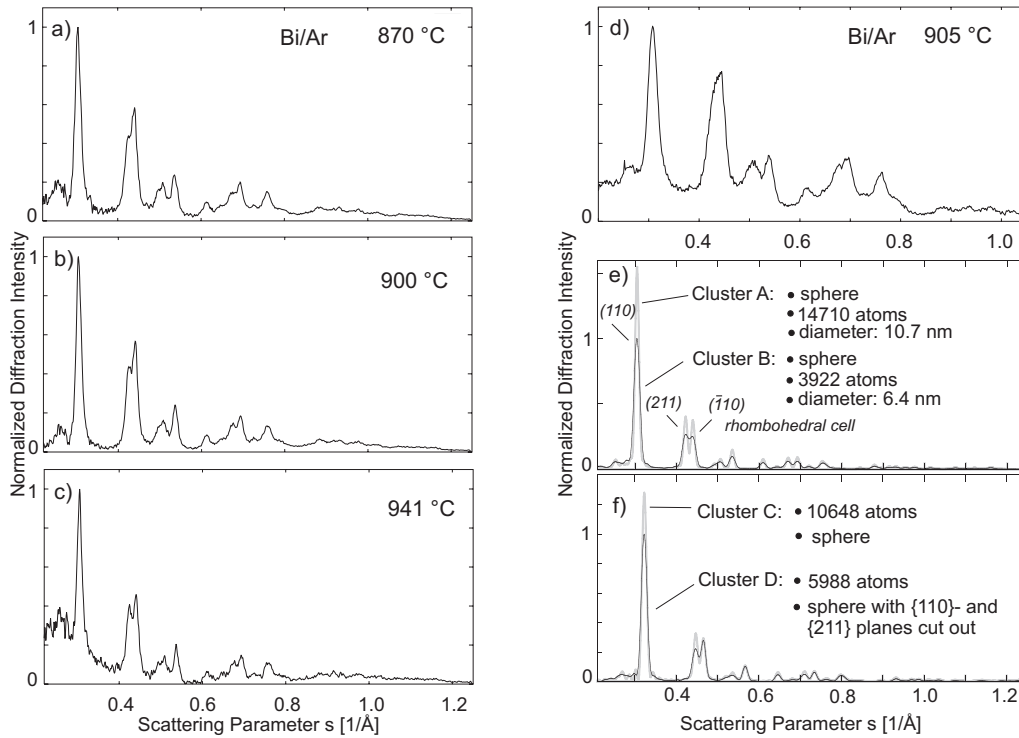 a)
Bi/Ar 870 °C
1
0
b)
900 °C
1
0
c)
941 °C
1
0
0.4 0.6 0.8 1.0 1.2
Scattering Parameter s [1/Å]
Normalized Diffraction Intensity
d)
Bi/Ar 905 °C
1
0
0.4 0.6 0.8 1.0
e)
1
(110)
(211)
(1̄10)
rhombohedral cell
Cluster A:
• sphere
• 14710 atoms
• diameter: 10.7 nm
Cluster B:
• sphere
• 3922 atoms
• diameter: 6.4 nm
f)
1
Cluster C:
• 10648 atoms
• sphere
Cluster D:
• 5988 atoms
• sphere with {110}- and
{211} planes cut out
0.4 0.6 0.8 1.0 1.2
Scattering Parameter s [1/Å]
Normalized Diffraction Intensity